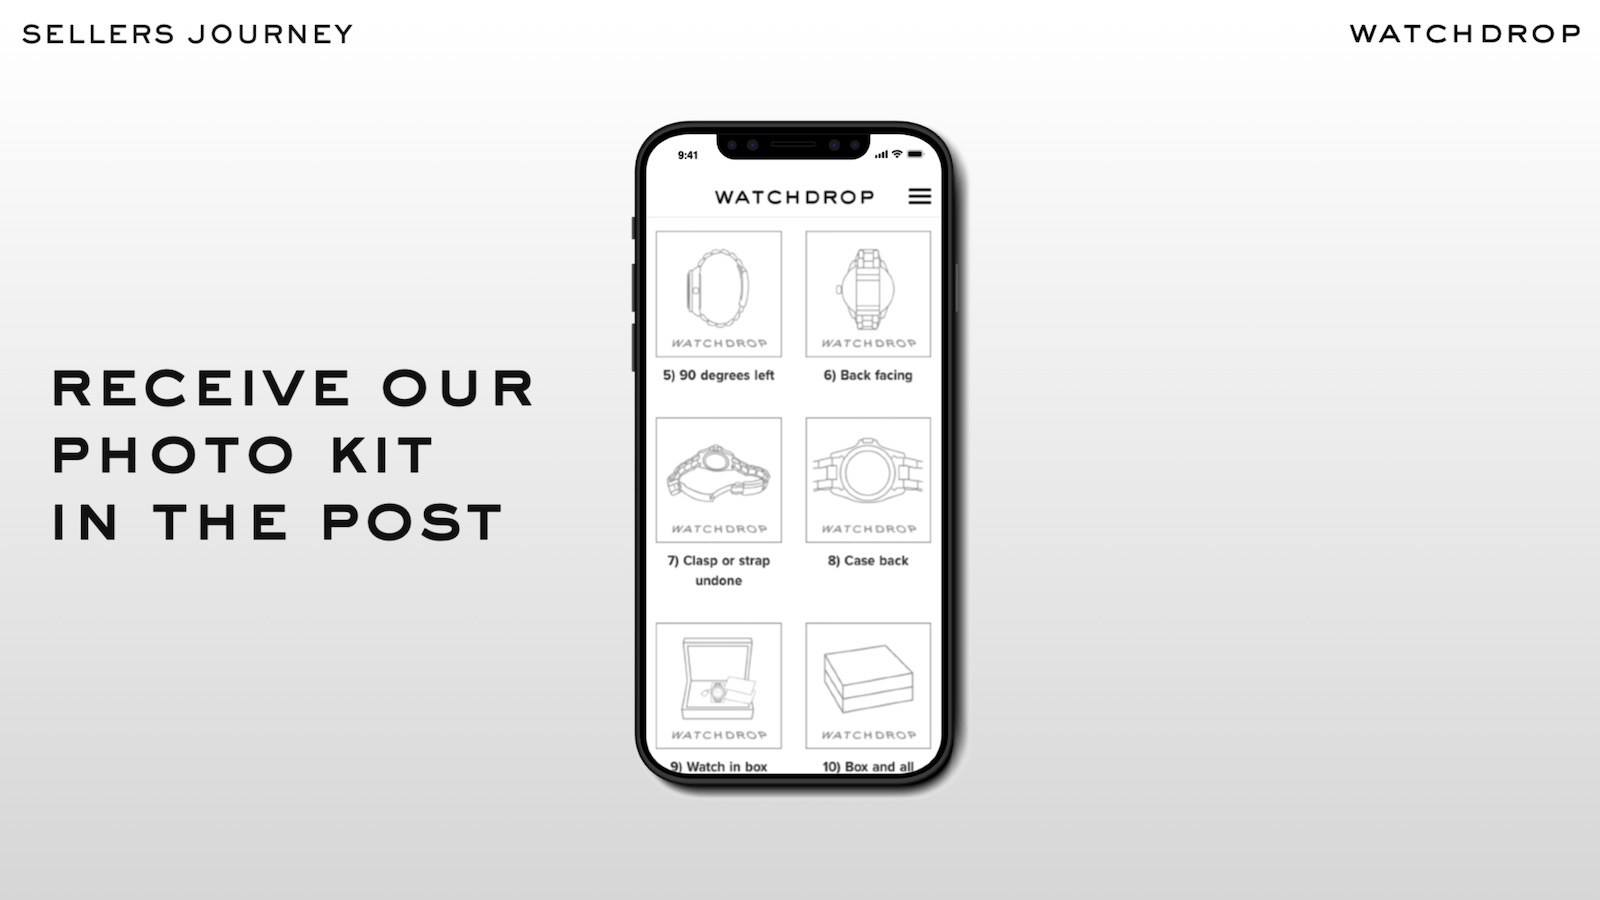 SELLERS JOURNEY
WATCHDROP
RECEIVE OUR
PHOTO KIT
IN THE POST
9:41
WATCHDROP
WATCHDROP
WATCHDROP
5) 90 degrees left
6) Back facing
WATCHDROP
WATCHDROP
7) Clasp or strap
undone
8) Case back
WATCHDROP
WATCHDROP
9) Watch in box
10) Box and all